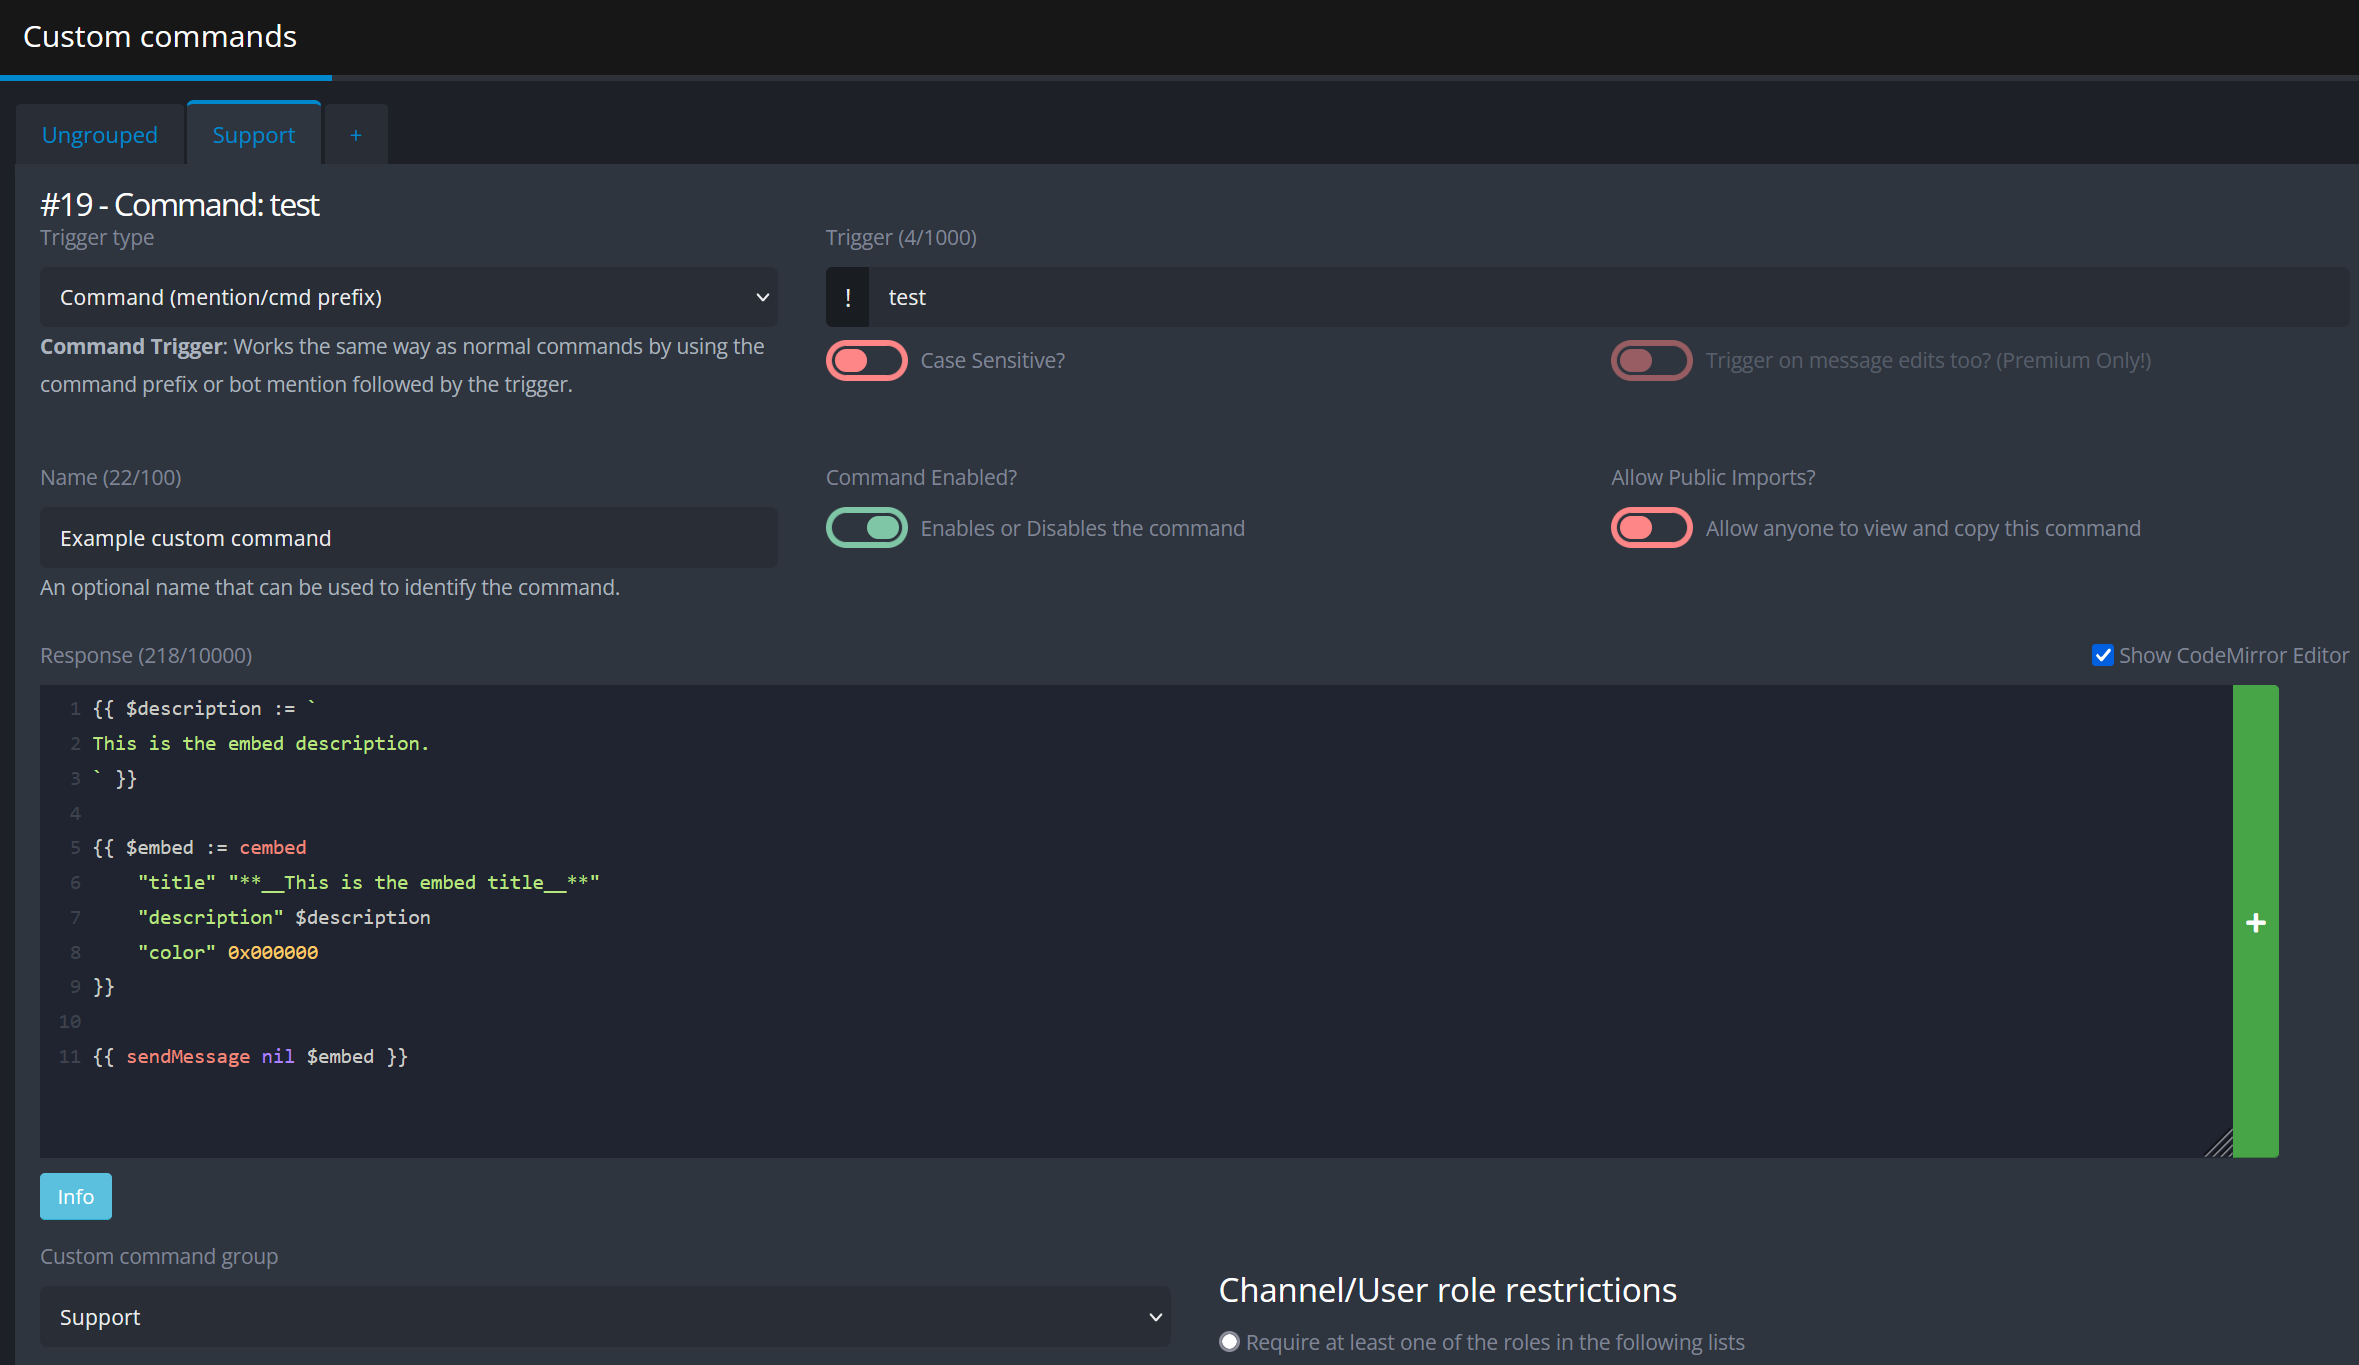 Custom commands
Ungrouped
Support
+
#19 - Command: test
Trigger type
Trigger (4/1000)
Command (mention/cmd prefix)
!
test
Command Trigger: Works the same way as normal commands by using the
command prefix or bot mention followed by the trigger.
Case Sensitive?
Trigger on message edits too? (Premium Only!)
Name (22/100)
Command Enabled?
Allow Public Imports?
Example custom command
Enables or Disables the command
Allow anyone to view and copy this command
An optional name that can be used to identify the command.
Response (218/10000)
Show CodeMirror Editor
1 {{ $description := `
2 This is the embed description.
3 ` }}
4
5 {{ $embed := cembed
6     "title" "**__This is the embed title__**"
7     "description" $description
8     "color" 0x000000
9 }}
10
11 {{ sendMessage nil $embed }}
+
Info
Custom command group
Support
Channel/User role restrictions
Require at least one of the roles in the following lists